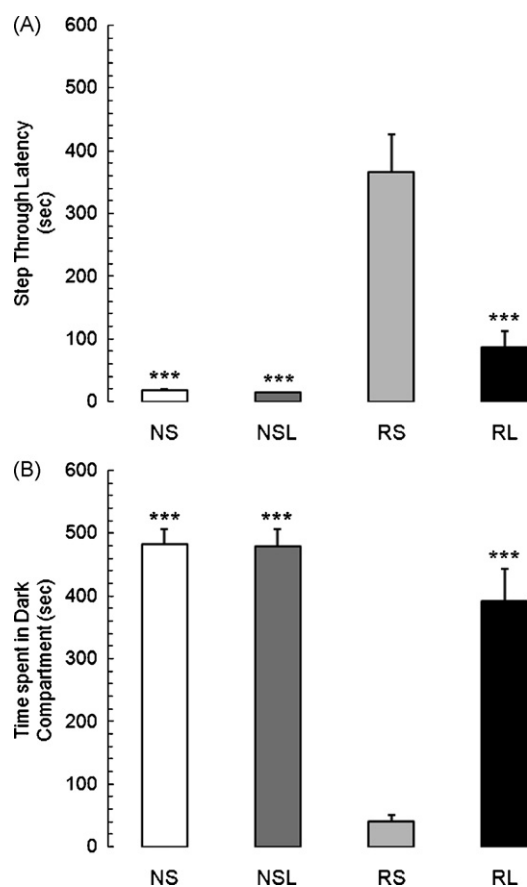 (A)
600
500
400
300
200
100
0
Step Through Latency
(sec)
***
***
***
NS NSL RS RL
(B)
600
500
400
300
200
100
0
Time spent in Dark
Compartment (sec)
***
***
***
NS NSL RS RL